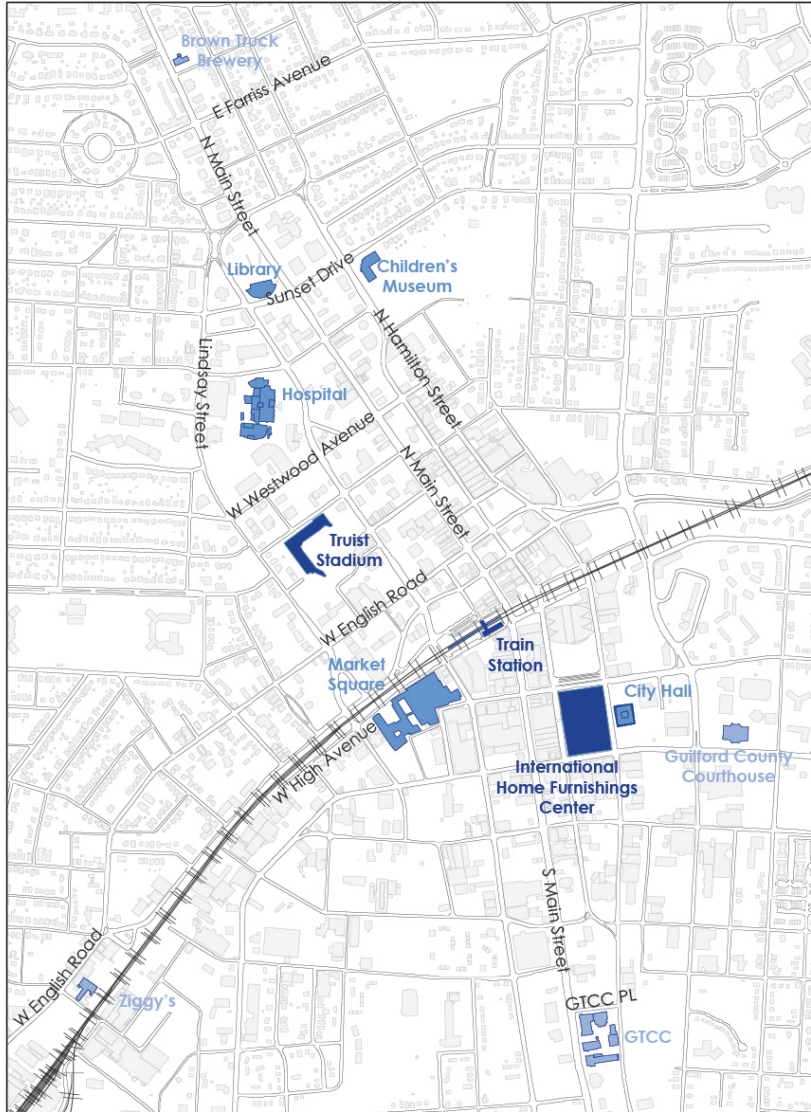 Brown Truck
Brewery
E Farriss Avenue
N Main Street
Library
Sunset Drive
Children's
Museum
N Hamilton Street
Lindsay Street
Hospital
W Westwood Avenue
N Main Street
Truist
Stadium
W English Road
Train
Station
Market
Square
City Hall
W High Avenue
Guilford County
Courthouse
International
Home Furnishings
Center
S Main Street
W English Road
Ziggy's
GTCC PL
GTCC